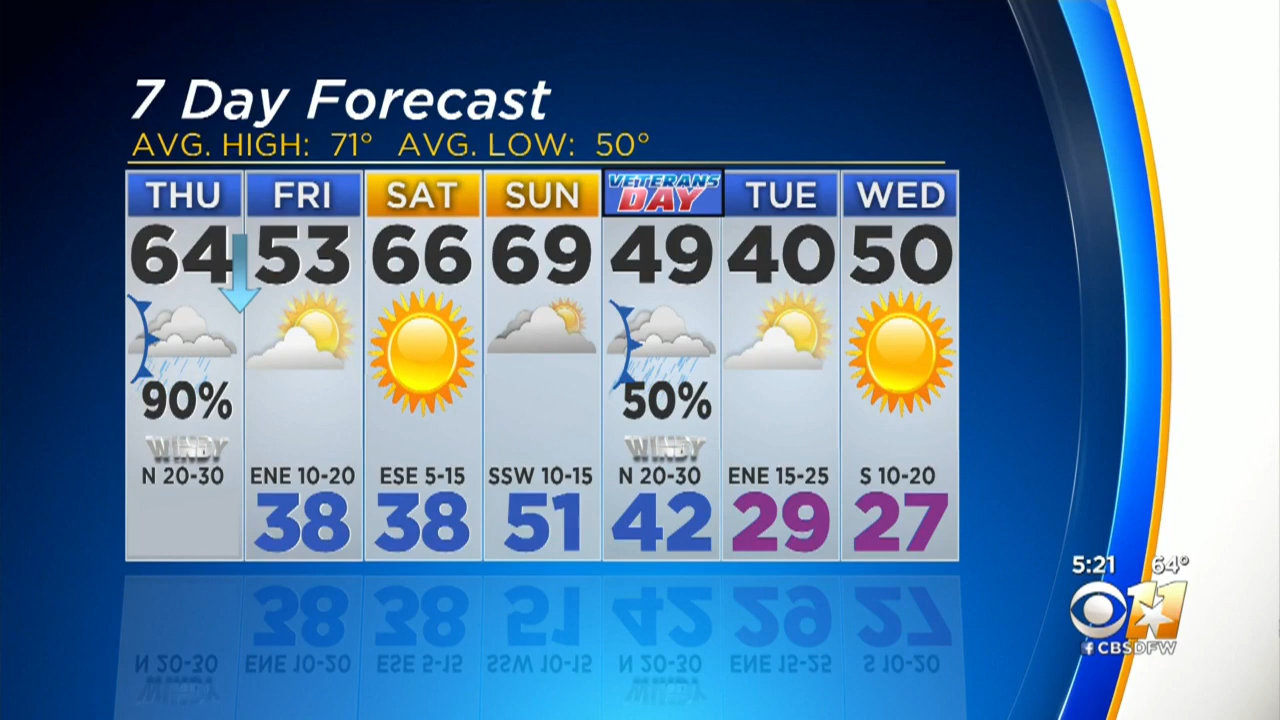 7 Day Forecast
AVG. HIGH: 71° AVG. LOW: 50°
THU FRI SAT SUN VETERANS DAY TUE WED
64 53 66 69 49 40 50
90% 50%
WINDY WINDY
N 20-30 ENE 10-20 ESE 5-15 SSW 10-15 N 20-30 ENE 15-25 S 10-20
38 38 51 42 29 27
5:21 64°
11
f CBSDFW